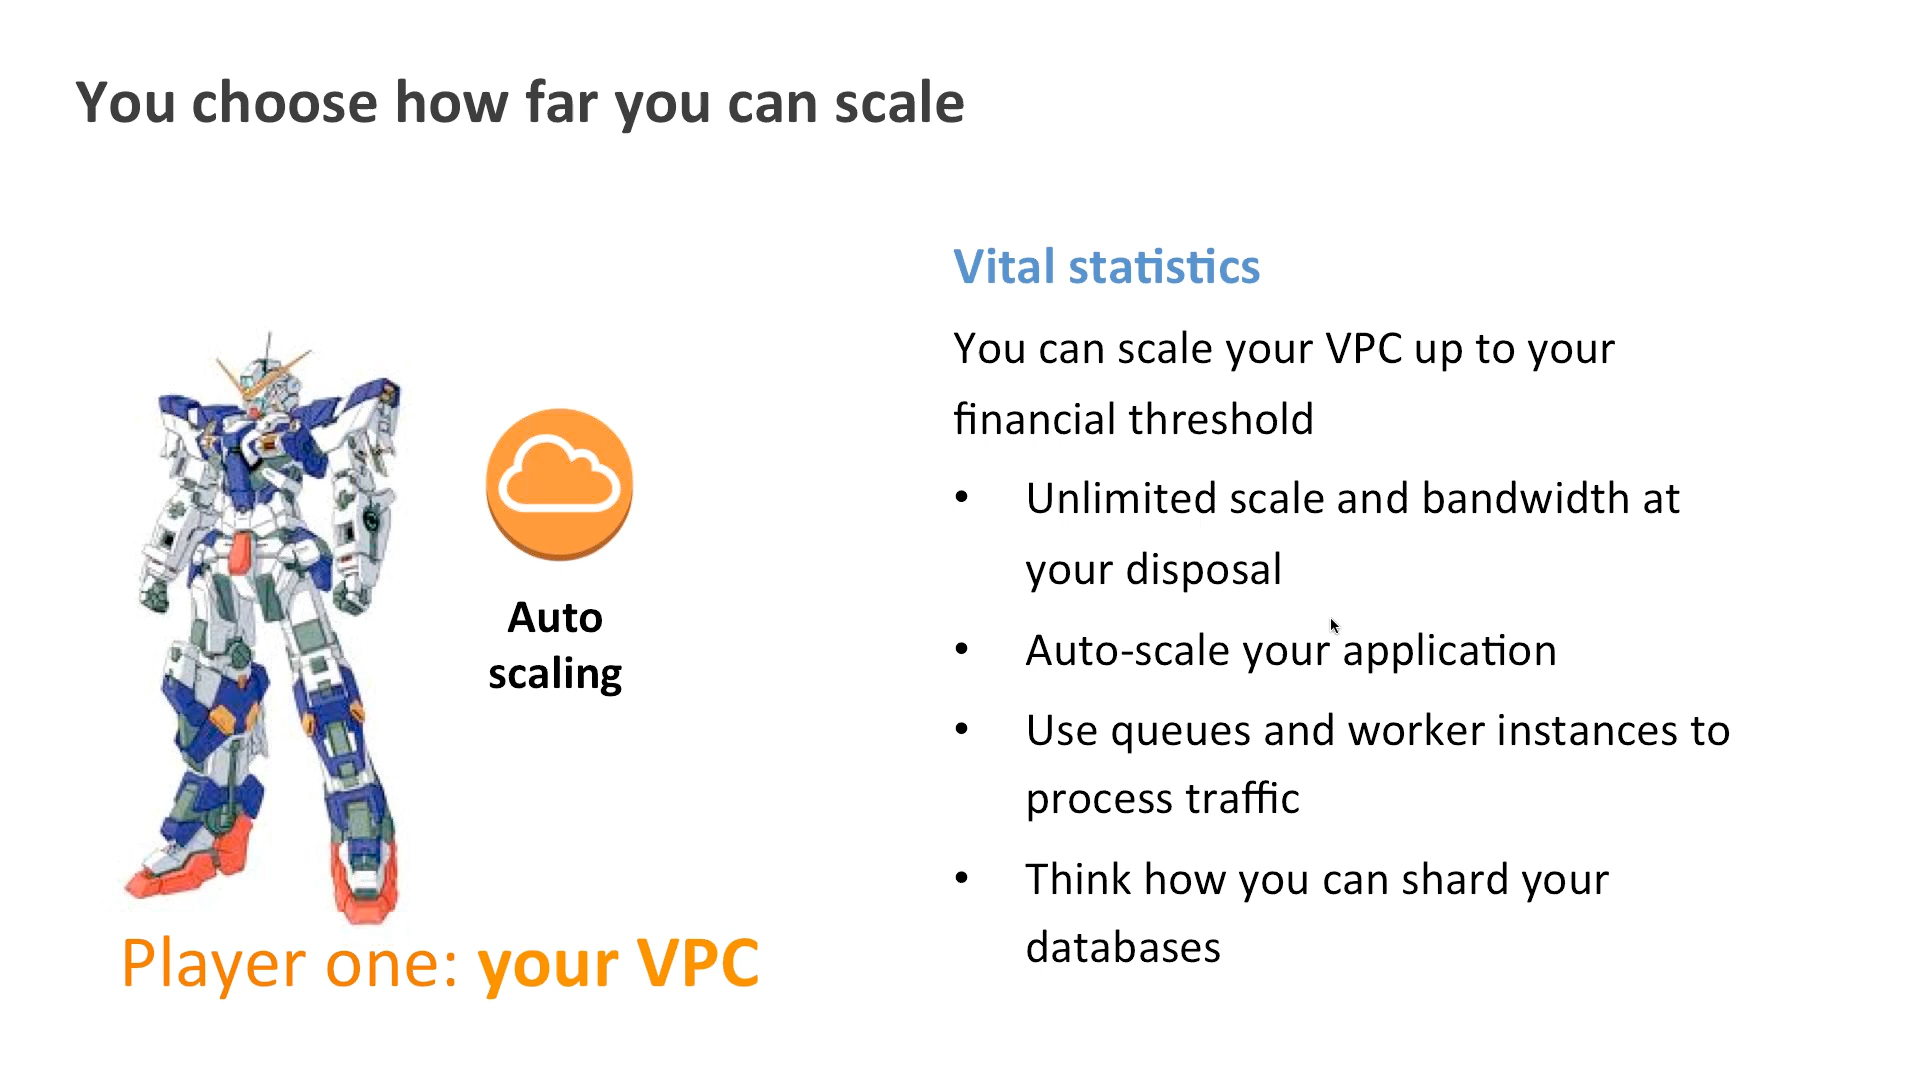 You choose how far you can scale
Auto
scaling
Player one: your VPC
Vital statistics
You can scale your VPC up to your
financial threshold
• Unlimited scale and bandwidth at
your disposal
• Auto-scale your application
• Use queues and worker instances to
process traffic
• Think how you can shard your
databases